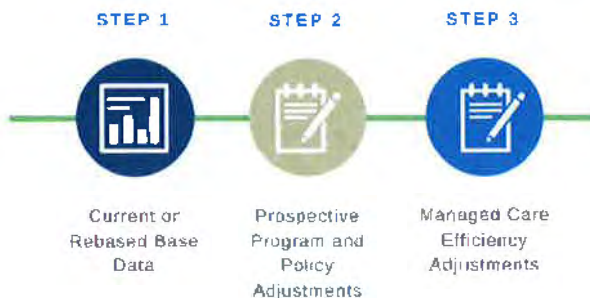 STEP 1
STEP 2
STEP 3
Current or
Rebased Base
Data
Prospective
Program and
Policy
Adjustments
Managed Care
Efficiency
Adjustments